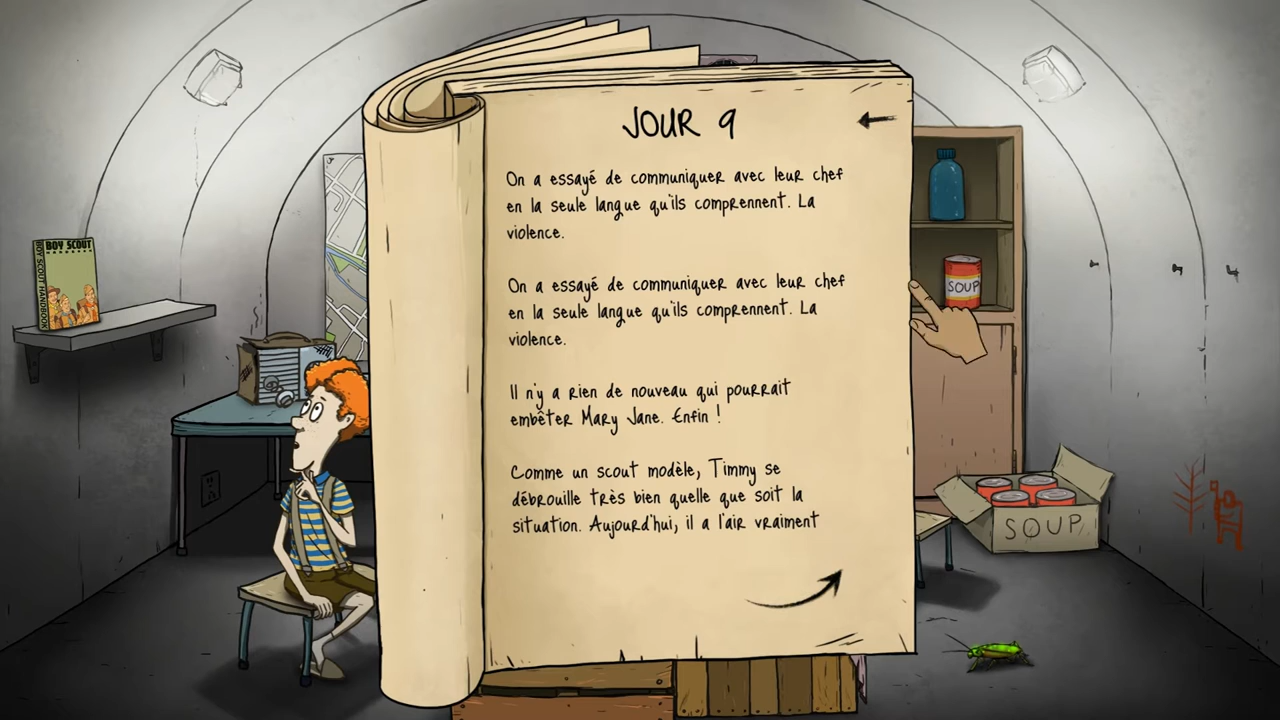 JOUR 9
On a essayé de communiquer avec leur chef
en la seule langue qu'ils comprennent. La
violence.
On a essayé de communiquer avec leur chef
en la seule langue qu'ils comprennent. La
violence.
Il n'y a rien de nouveau qui pourrait
embêter Mary Jane. Enfin !
Comme un scout modèle, Timmy se
débrouille très bien quelle que soit la
situation. Aujourd'hui, il a l'air vraiment
BOY SCOUT
BOY SCOUT HANDBOOK
SOUP
SOUP